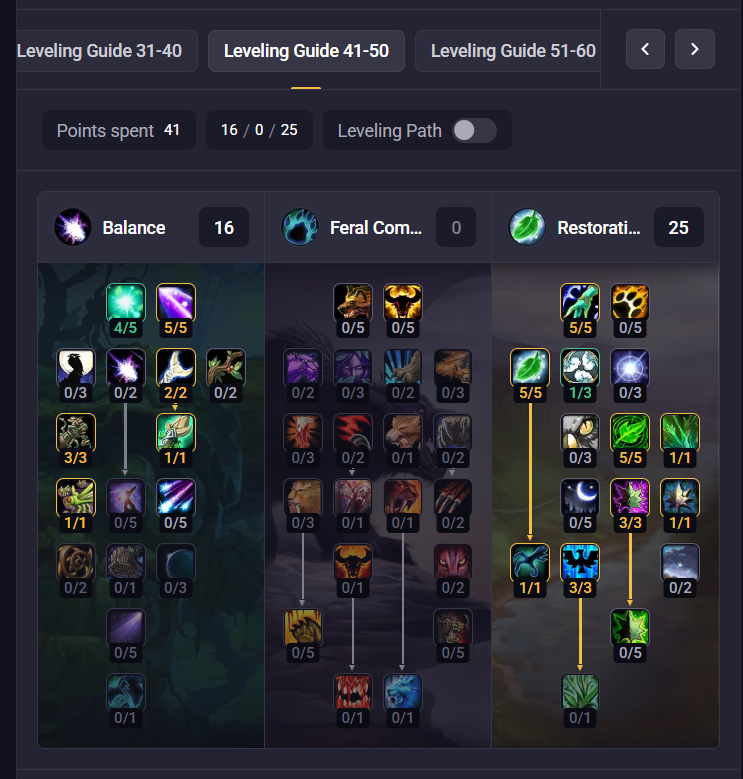 Leveling Guide 31-40 Leveling Guide 41-50 Leveling Guide 51-60
Points spent 41 16 / 0 / 25 Leveling Path
Balance 16 Feral Com... 0 Restorati... 25
4/5 5/5 0/5 0/5 5/5 0/5
0/3 0/2 2/2 0/2 0/2 0/3 0/2 0/3 5/5 1/3 0/3
3/3 1/1 0/3 0/2 0/1 0/2 0/3 5/5 1/1
1/1 0/5 0/5 0/3 0/1 0/1 0/2 0/5 3/3 1/1
0/2 0/1 0/3 0/1 0/2 1/1 3/3 0/2
0/5 0/5 0/5 0/5
0/1 0/1 0/1 0/1